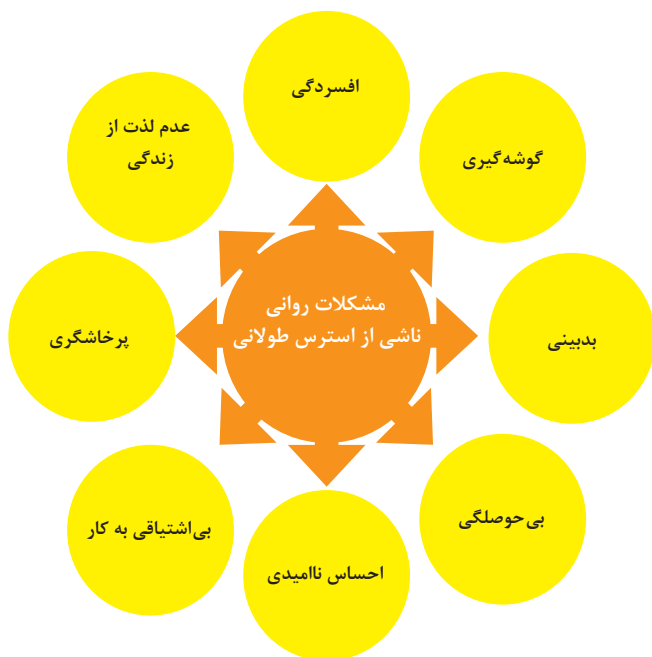 مشکلات روانی
ناشی از استرس طولانی
افسردگی
گوشه‌گیری
بدبینی
بی‌حوصلگی
احساس ناامیدی
بی‌اشتیاقی به کار
پرخاشگری
عدم لذت از
زندگی